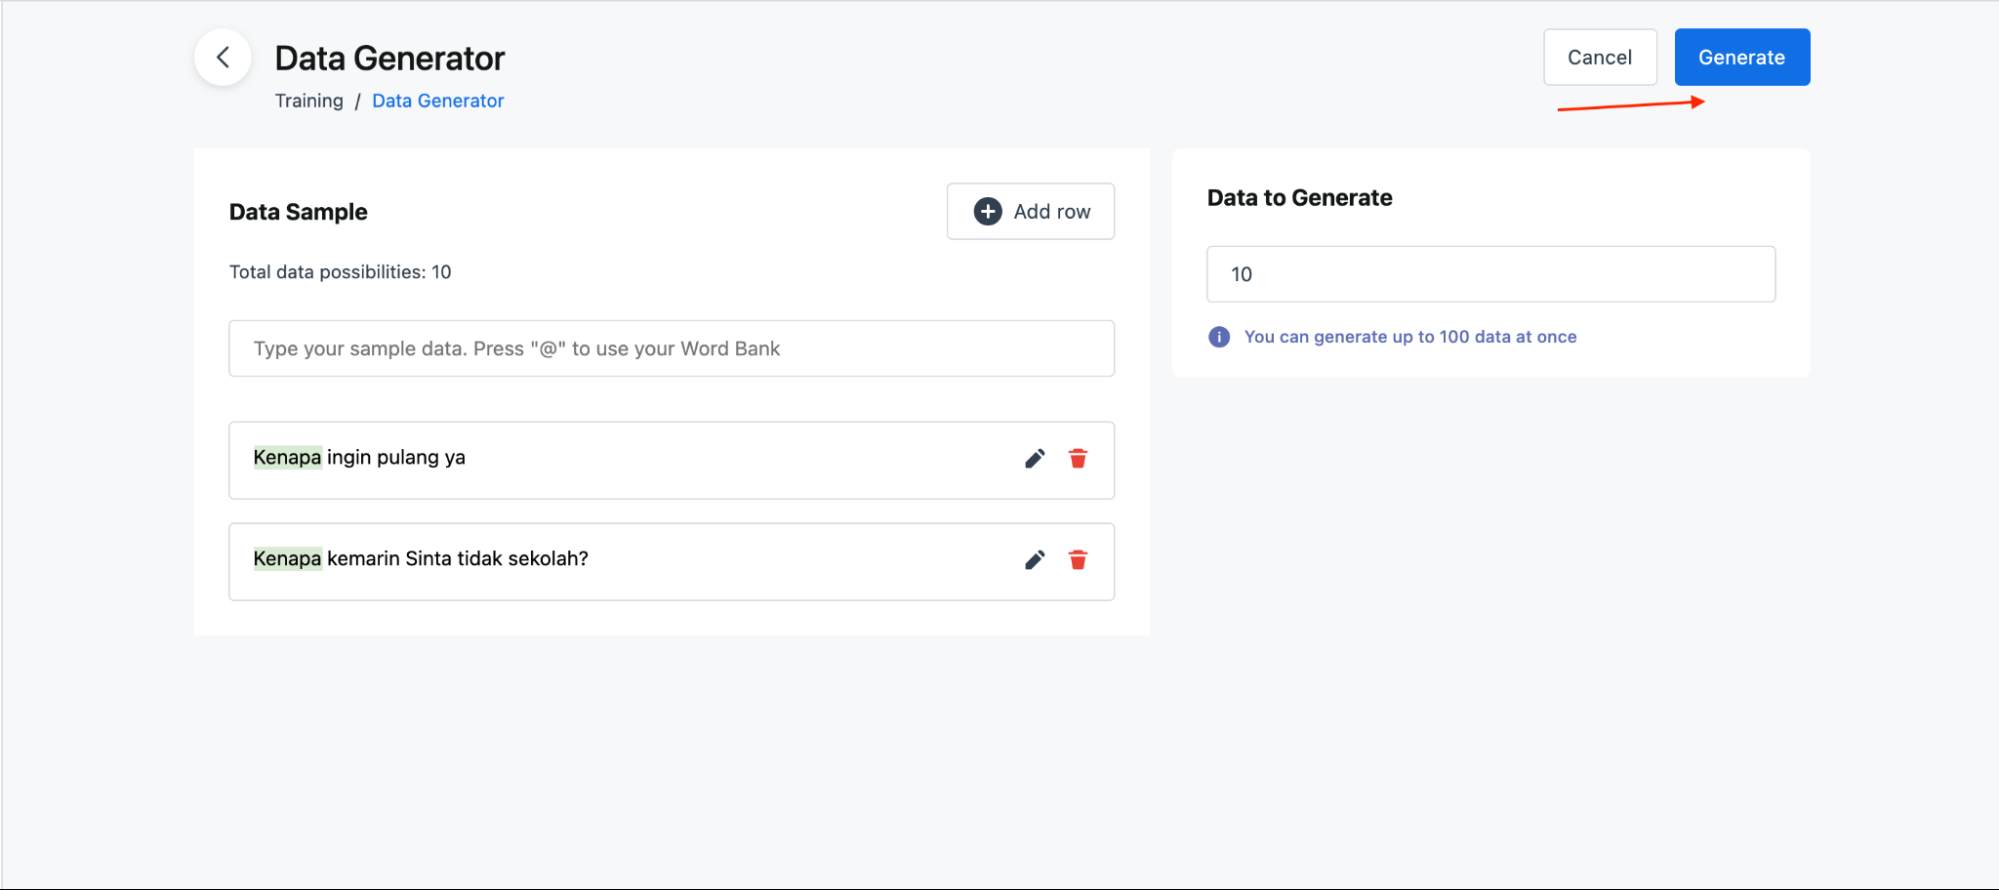 Data Generator
Training / Data Generator
Cancel
Generate
Data Sample
Add row
Total data possibilities: 10
Type your sample data. Press "@" to use your Word Bank
Kenapa ingin pulang ya
Kenapa kemarin Sinta tidak sekolah?
Data to Generate
10
You can generate up to 100 data at once